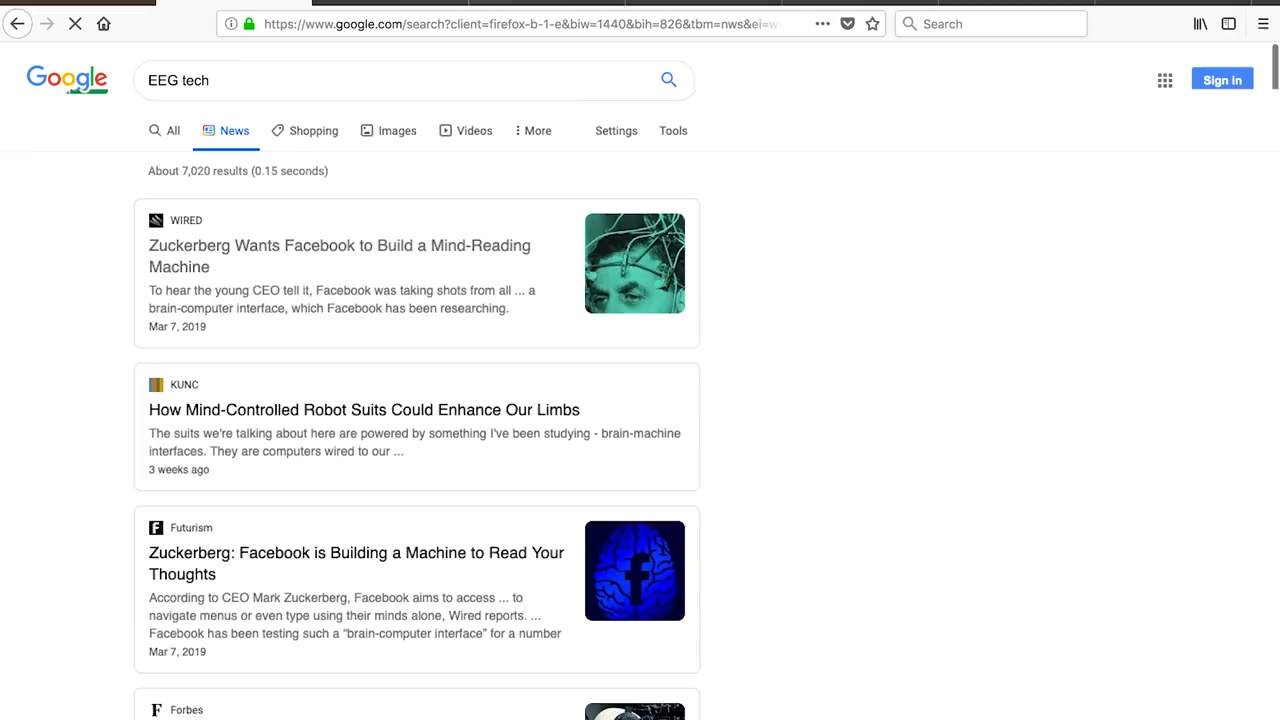 https://www.google.com/search?client=firefox-b-1-e&biw=1440&bih=826&tbm=nws&ei=w
Search
Google
EEG tech
Sign in
All
News
Shopping
Images
Videos
More
Settings
Tools
About 7,020 results (0.15 seconds)
WIRED
Zuckerberg Wants Facebook to Build a Mind-Reading
Machine
To hear the young CEO tell it, Facebook was taking shots from all ... a
brain-computer interface, which Facebook has been researching.
Mar 7, 2019
KUNC
How Mind-Controlled Robot Suits Could Enhance Our Limbs
The suits we're talking about here are powered by something I've been studying - brain-machine
interfaces. They are computers wired to our ...
3 weeks ago
F Futurism
Zuckerberg: Facebook is Building a Machine to Read Your
Thoughts
According to CEO Mark Zuckerberg, Facebook aims to access ... to
navigate menus or even type using their minds alone, Wired reports. ...
Facebook has been testing such a “brain-computer interface” for a number
Mar 7, 2019
f
F Forbes